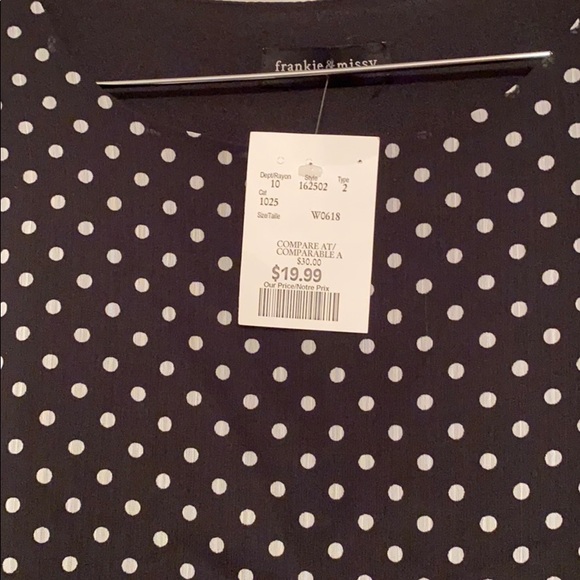 frankie & missy
Dept/Rayon Style Type
10 162502 2
Cat
1025
Size/Taille W0618
COMPARE AT/
COMPARABLE A
$30.00
$19.99
Our Price/Notre Prix